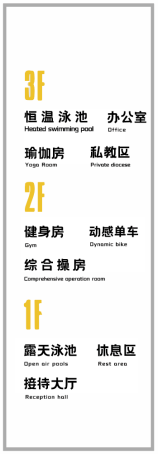 3F
恒温泳池 办公室
Heated swimming pool Office
瑜伽房 私教区
Yoga Room Private diocese
2F
健身房 动感单车
Gym Dynamic bike
综合操房
Comprehensive operation room
1F
露天泳池 休息区
Open air pools Rest area
接待大厅
Reception hall